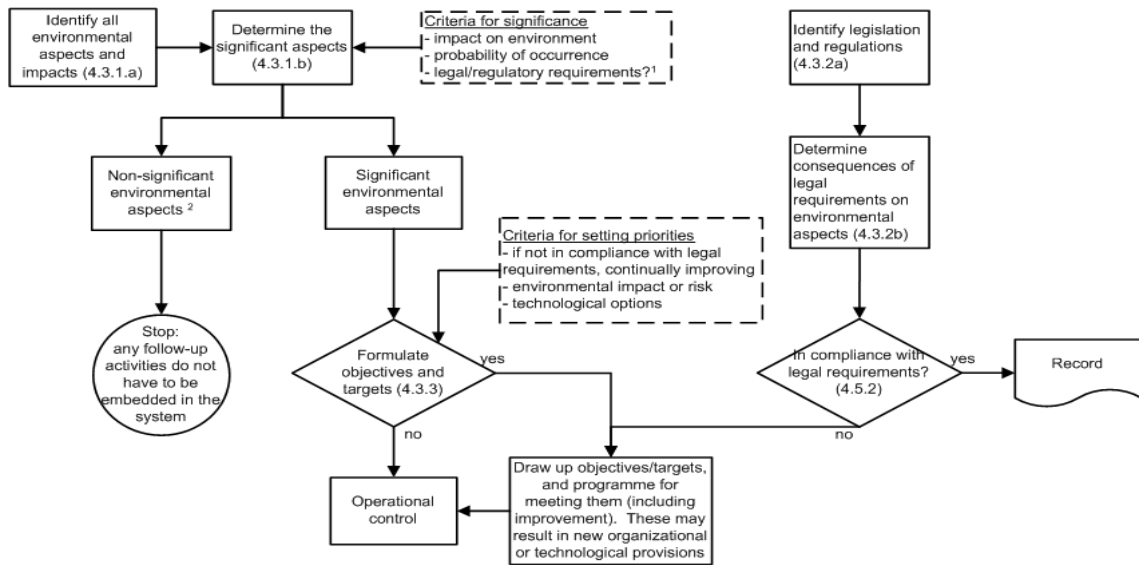 Identify all
environmental
aspects and
impacts (4.3.1.a)
Determine the
significant aspects
(4.3.1.b)
Criteria for significance
- impact on environment
- probability of occurrence
- legal/regulatory requirements?¹
Identify legislation
and regulations
(4.3.2a)
Non-significant
environmental
aspects ²
Significant
environmental
aspects
Determine
consequences of
legal
requirements on
environmental
aspects (4.3.2b)
Criteria for setting priorities
- if not in compliance with legal
requirements, continually improving
- environmental impact or risk
- technological options
Stop:
any follow-up
activities do not
have to be
embedded in the
system
Formulate
objectives and
targets (4.3.3)
yes
no
In compliance with
legal requirements?
(4.5.2)
yes
no
Record
Operational
control
Draw up objectives/targets,
and programme for
meeting them (including
improvement). These may
result in new organizational
or technological provisions